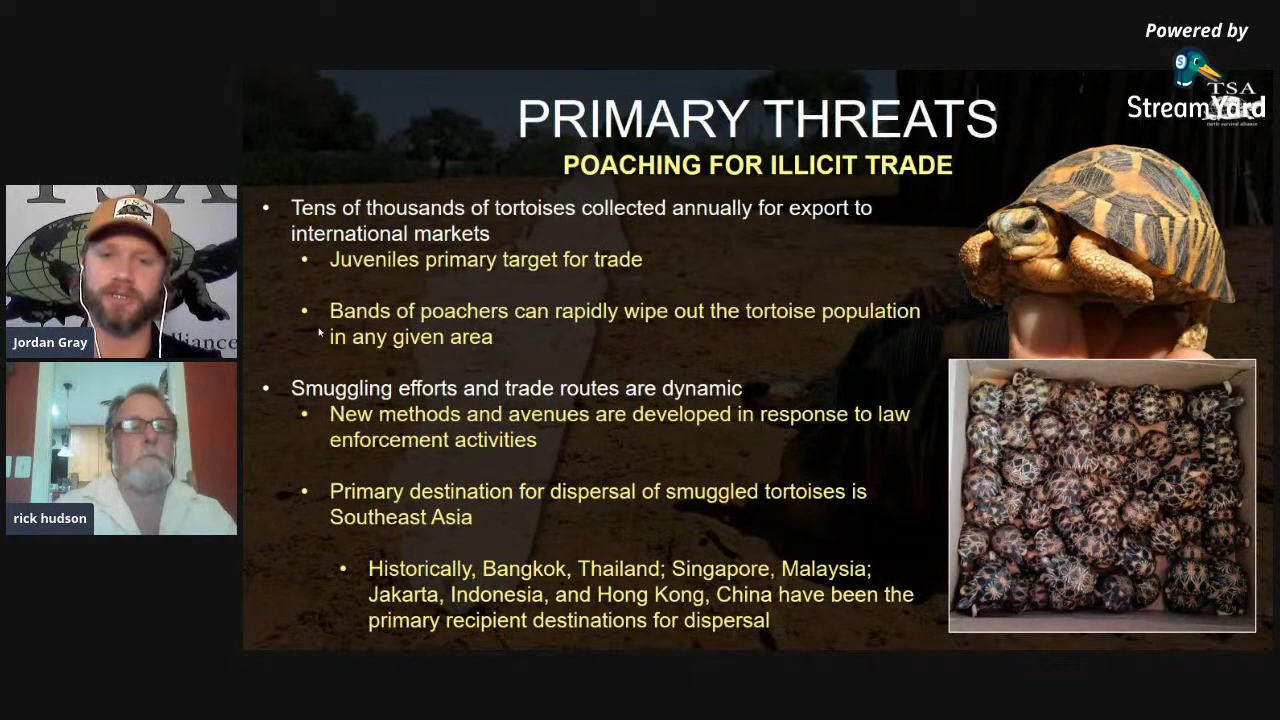 Powered by
StreamYard
TSA
PRIMARY THREATS
POACHING FOR ILLICIT TRADE
• Tens of thousands of tortoises collected annually for export to
international markets
• Juveniles primary target for trade
• Bands of poachers can rapidly wipe out the tortoise population
in any given area
• Smuggling efforts and trade routes are dynamic
• New methods and avenues are developed in response to law
enforcement activities
• Primary destination for dispersal of smuggled tortoises is
Southeast Asia
• Historically, Bangkok, Thailand; Singapore, Malaysia;
Jakarta, Indonesia, and Hong Kong, China have been the
primary recipient destinations for dispersal
TSA
Jordan Gray
rick hudson